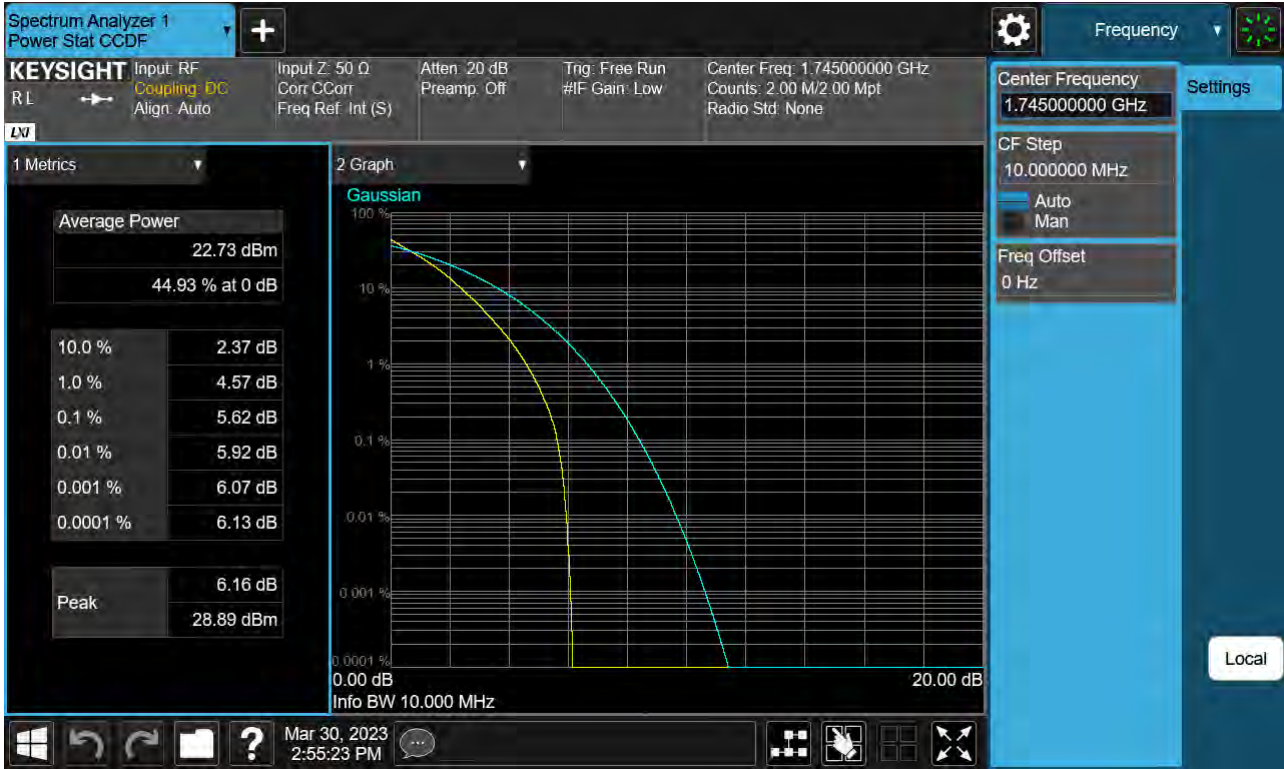 Spectrum Analyzer 1
Power Stat CCDF
Frequency
KEYSIGHT
R L
LXI
Input: RF
Coupling: DC
Align: Auto
Input Z: 50 Ω
Corr CCorr
Freq Ref: Int (S)
Atten: 20 dB
Preamp: Off
Trig: Free Run
#IF Gain: Low
Center Freq: 1.745000000 GHz
Counts: 2.00 M/2.00 Mpt
Radio Std: None
Center Frequency
1.745000000 GHz
Settings
CF Step
10.000000 MHz
Auto
Man
Freq Offset
0 Hz
Local
1 Metrics
Average Power
22.73 dBm
44.93 % at 0 dB
10.0 % 2.37 dB
1.0 % 4.57 dB
0.1 % 5.62 dB
0.01 % 5.92 dB
0.001 % 6.07 dB
0.0001 % 6.13 dB
Peak
6.16 dB
28.89 dBm
2 Graph
Gaussian
100 %
10 %
1 %
0.1 %
0.01 %
0.001 %
0.0001 %
0.00 dB
20.00 dB
Info BW 10.000 MHz
?
Mar 30, 2023
2:55:23 PM